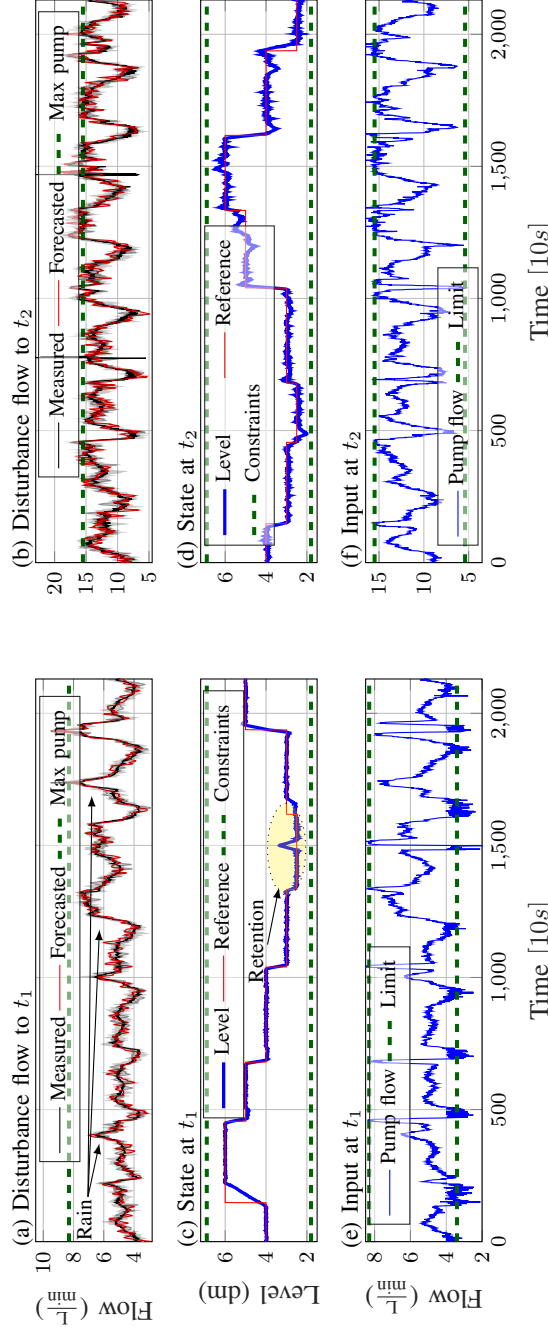 (a) Disturbance flow to t₁
Measured Forecasted Max pump
Rain
Flow (L/min)
10
8
6
4
(b) Disturbance flow to t₂
Measured Forecasted Max pump
20
15
10
5
(c) State at t₁
Level Reference Constraints
Retention
Level (dm)
6
4
2
(d) State at t₂
Level Reference
Constraints
6
4
2
(e) Input at t₁
Pump flow Limit
Flow (L/min)
8
6
4
2
0 500 1,000 1,500 2,000
Time [10s]
(f) Input at t₂
Pump flow Limit
15
10
5
0 500 1,000 1,500 2,000
Time [10s]